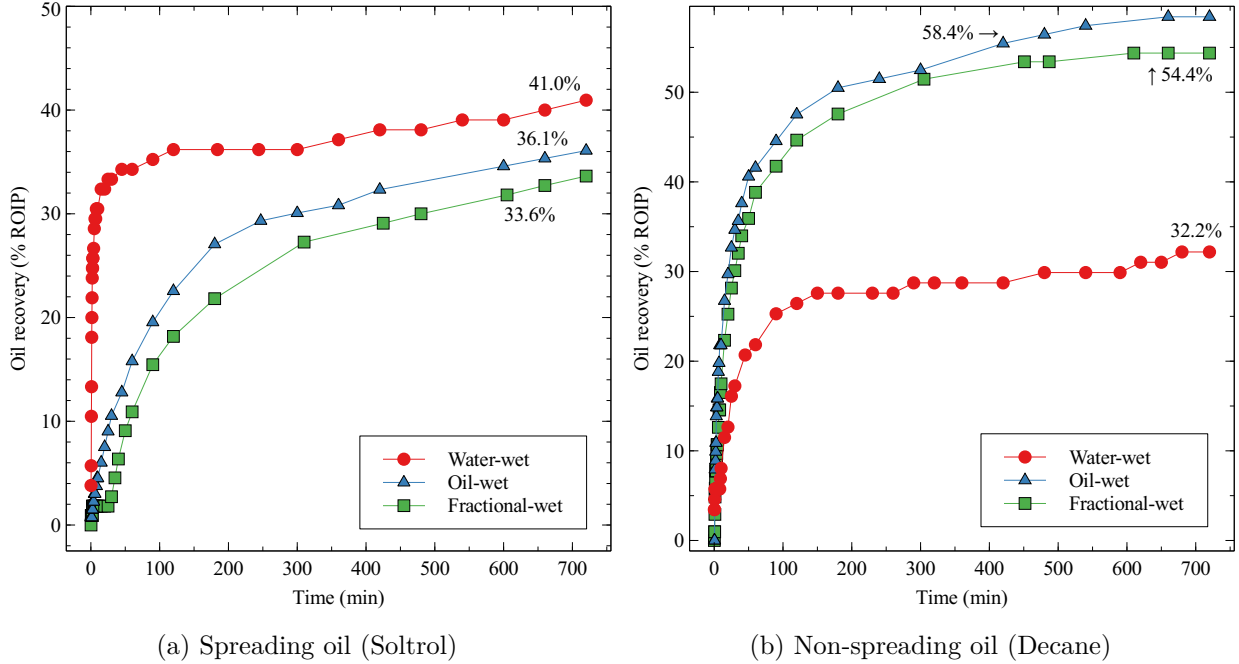 50
40
30
20
10
0
Oil recovery (% ROIP)
41.0%
36.1%
33.6%
Water-wet
Oil-wet
Fractional-wet
0 100 200 300 400 500 600 700
Time (min)
(a) Spreading oil (Soltrol)
50
40
30
20
10
0
Oil recovery (% ROIP)
58.4% →
↑ 54.4%
32.2%
Water-wet
Oil-wet
Fractional-wet
0 100 200 300 400 500 600 700
Time (min)
(b) Non-spreading oil (Decane)